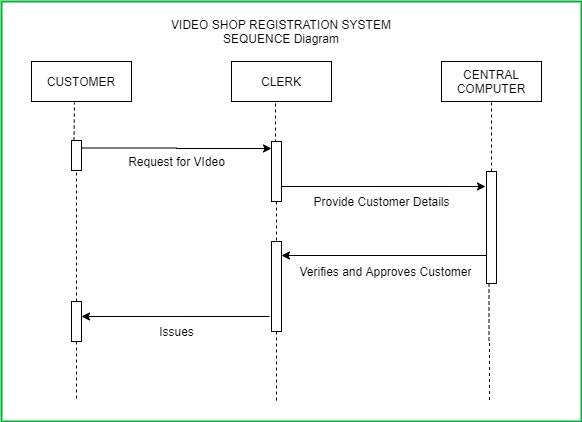 VIDEO SHOP REGISTRATION SYSTEM
SEQUENCE Diagram
CUSTOMER
CLERK
CENTRAL
COMPUTER
Request for VIdeo
Provide Customer Details
Verifies and Approves Customer
Issues